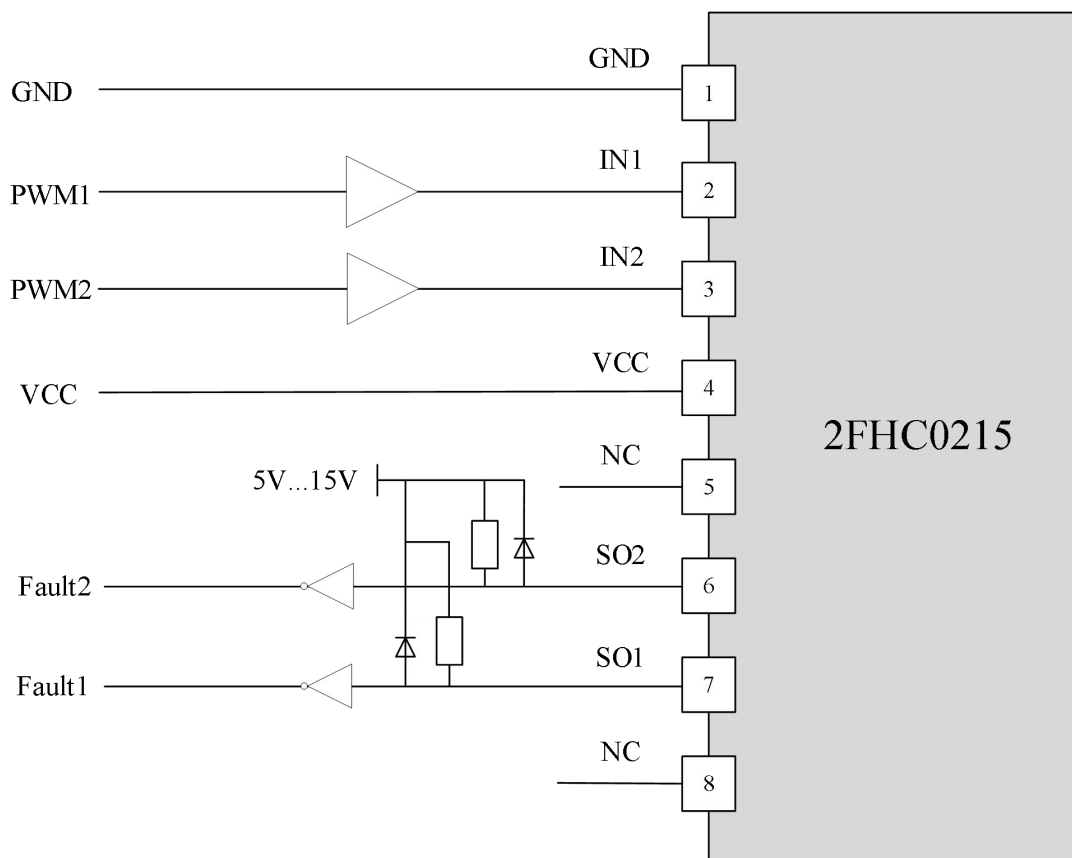 GND
GND
1
PWM1
IN1
2
PWM2
IN2
3
VCC
VCC
4
2FHC0215
5V...15V
NC
5
Fault2
SO2
6
Fault1
SO1
7
NC
8